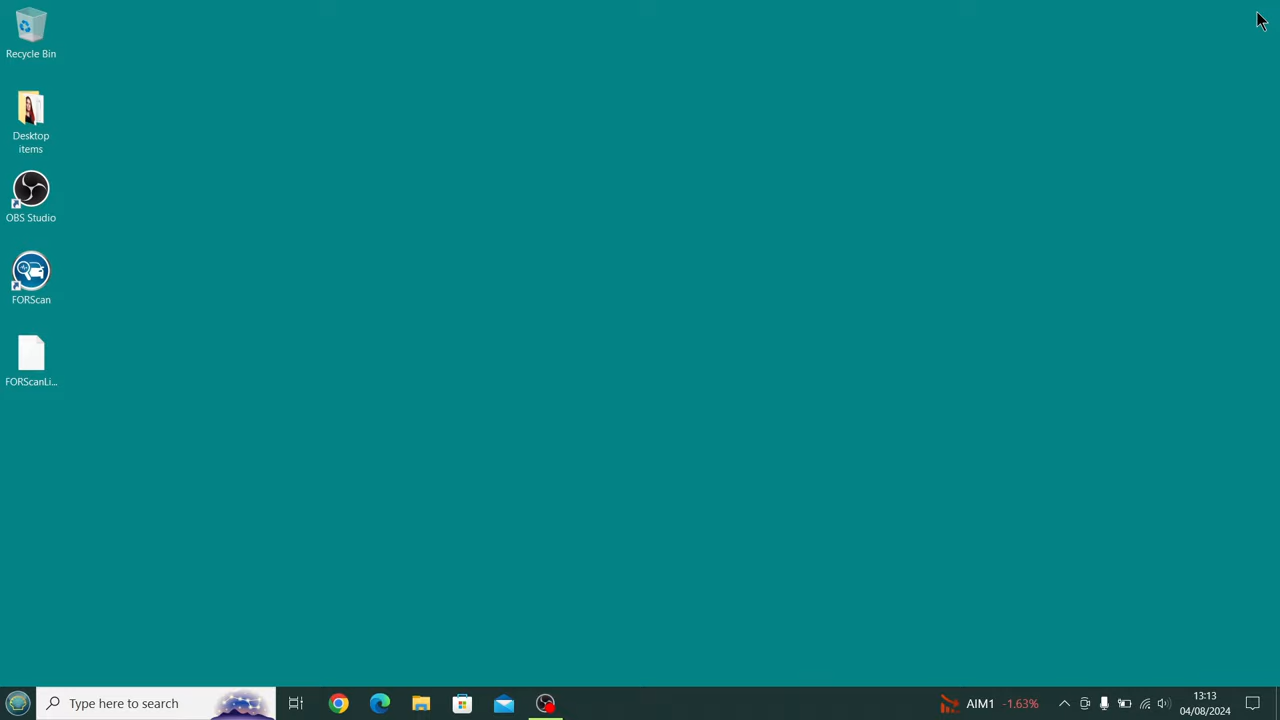 Recycle Bin
Desktop
items
OBS Studio
FORScan
FORScanLi...
Type here to search
AIM1 -1.63%
13:13
04/08/2024